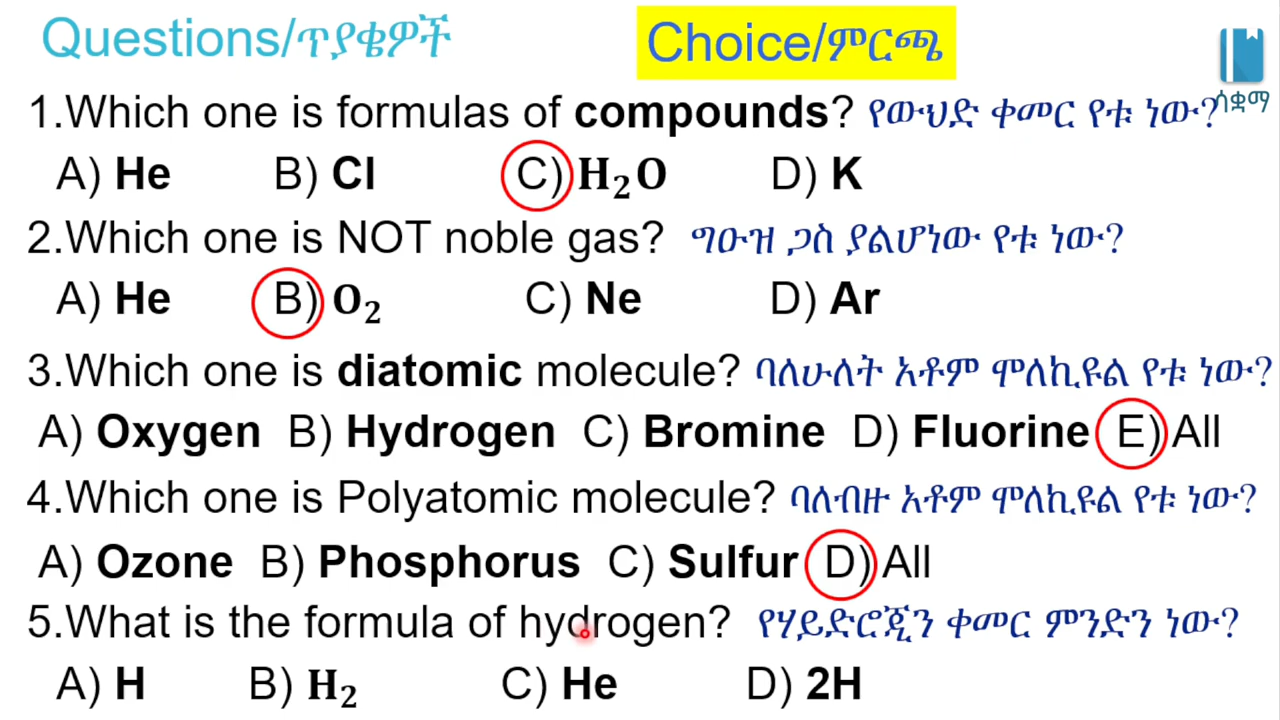 Questions/ጥያቄዎች
Choice/ምርጫ
ሰቋማ
1.Which one is formulas of compounds? የውህድ ቀመር የቱ ነው?
A) He B) Cl C) H₂O D) K
2.Which one is NOT noble gas? ግዑዝ ጋስ ያልሆነው የቱ ነው?
A) He B) O₂ C) Ne D) Ar
3.Which one is diatomic molecule? ባለሁለት አቶም ሞለኪዩል የቱ ነው?
A) Oxygen B) Hydrogen C) Bromine D) Fluorine E) All
4.Which one is Polyatomic molecule? ባለብዙ አቶም ሞለኪዩል የቱ ነው?
A) Ozone B) Phosphorus C) Sulfur D) All
5.What is the formula of hydrogen? የሃይድሮጂን ቀመር ምንድን ነው?
A) H B) H₂ C) He D) 2H